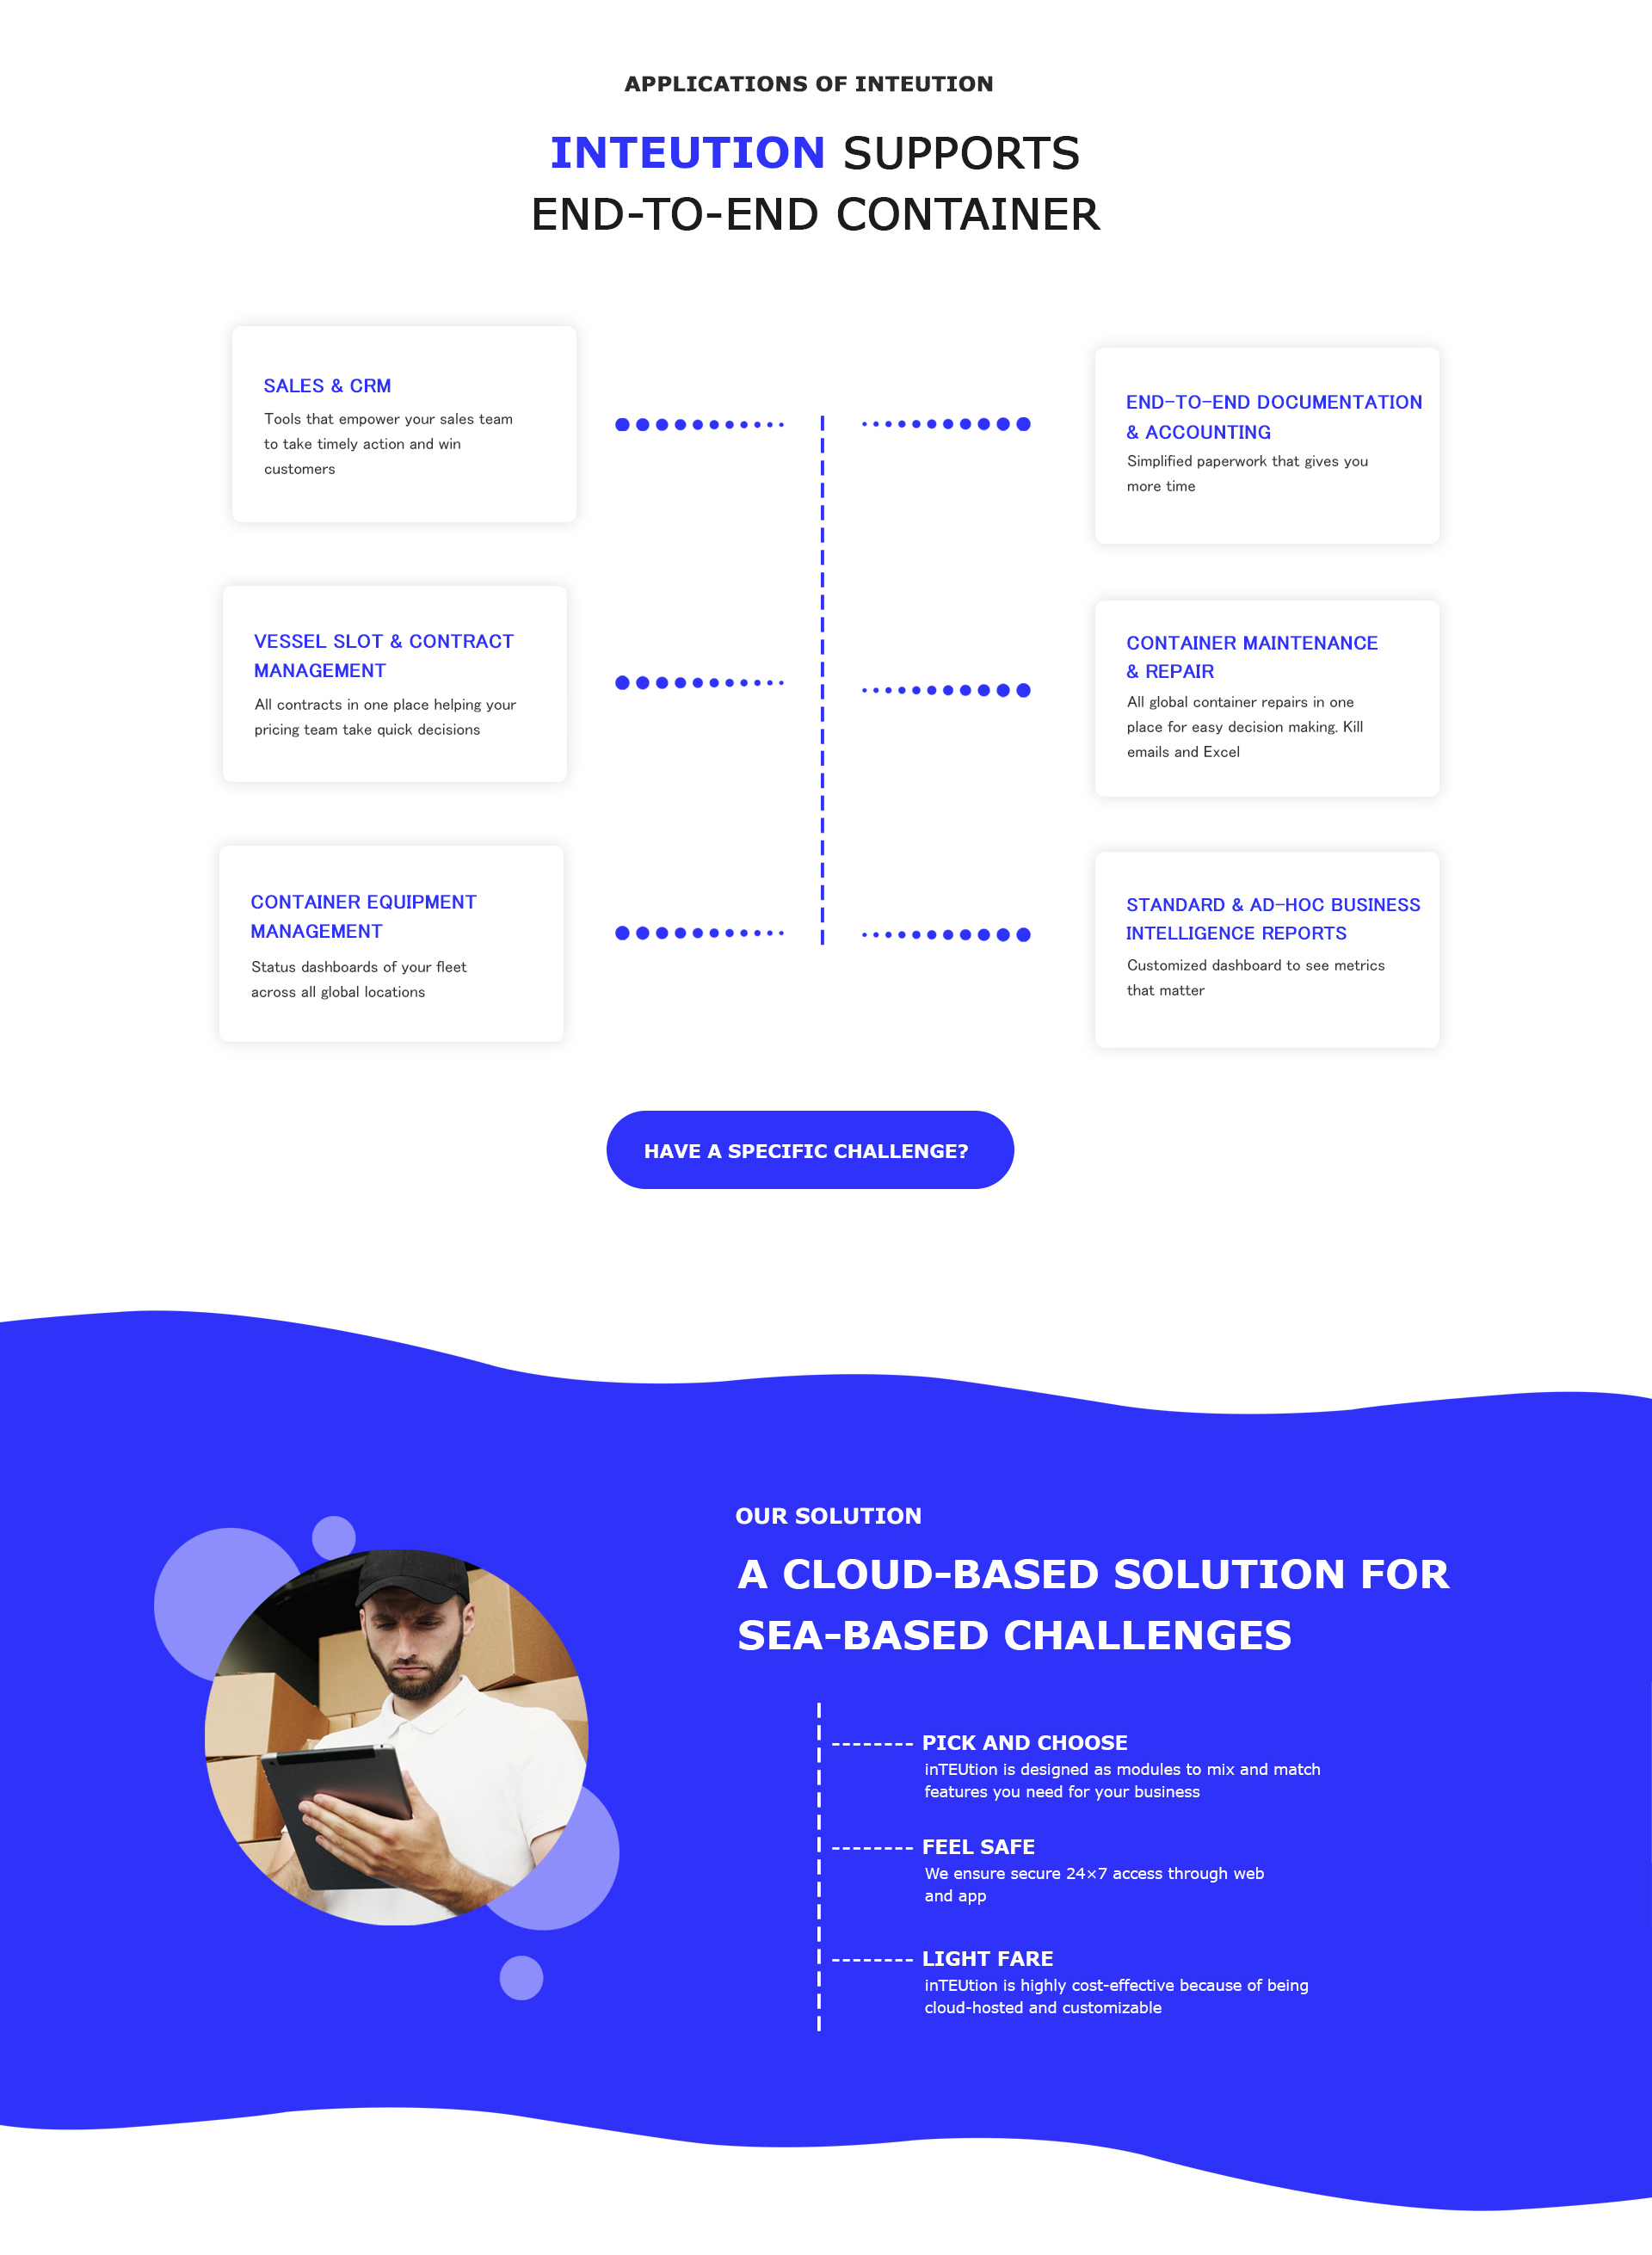 APPLICATIONS OF INTEUTION
INTEUTION SUPPORTS
END-TO-END CONTAINER
SALES & CRM
Tools that empower your sales team
to take timely action and win
customers
END-TO-END DOCUMENTATION
& ACCOUNTING
Simplified paperwork that gives you
more time
VESSEL SLOT & CONTRACT
MANAGEMENT
All contracts in one place helping your
pricing team take quick decisions
CONTAINER MAINTENANCE
& REPAIR
All global container repairs in one
place for easy decision making. Kill
emails and Excel
CONTAINER EQUIPMENT
MANAGEMENT
Status dashboards of your fleet
across all global locations
STANDARD & AD-HOC BUSINESS
INTELLIGENCE REPORTS
Customized dashboard to see metrics
that matter
HAVE A SPECIFIC CHALLENGE?
OUR SOLUTION
A CLOUD-BASED SOLUTION FOR
SEA-BASED CHALLENGES
PICK AND CHOOSE
inTEUtion is designed as modules to mix and match
features you need for your business
FEEL SAFE
We ensure secure 24×7 access through web
and app
LIGHT FARE
inTEUtion is highly cost-effective because of being
cloud-hosted and customizable